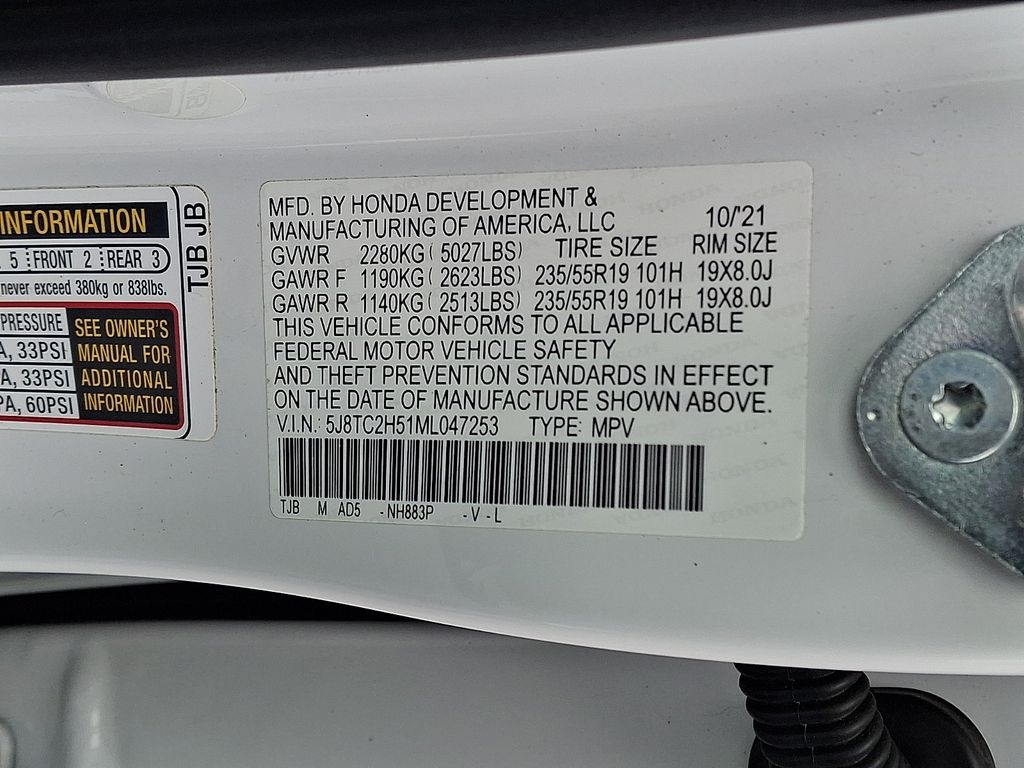 INFORMATION
5 FRONT 2 REAR 3
never exceed 380kg or 838lbs.
PRESSURE
A, 33PSI
A, 33PSI
PA, 60PSI
SEE OWNER'S
MANUAL FOR
ADDITIONAL
INFORMATION
TJB JB
MFD. BY HONDA DEVELOPMENT &
MANUFACTURING OF AMERICA, LLC 10/'21
GVWR 2280KG ( 5027LBS) TIRE SIZE RIM SIZE
GAWR F 1190KG ( 2623LBS) 235/55R19 101H 19X8.0J
GAWR R 1140KG ( 2513LBS) 235/55R19 101H 19X8.0J
THIS VEHICLE CONFORMS TO ALL APPLICABLE
FEDERAL MOTOR VEHICLE SAFETY
AND THEFT PREVENTION STANDARDS IN EFFECT
ON THE DATE OF MANUFACTURE SHOWN ABOVE.
V.I.N.: 5J8TC2H51ML047253 TYPE: MPV
TJB M AD5 -NH883P -V -L